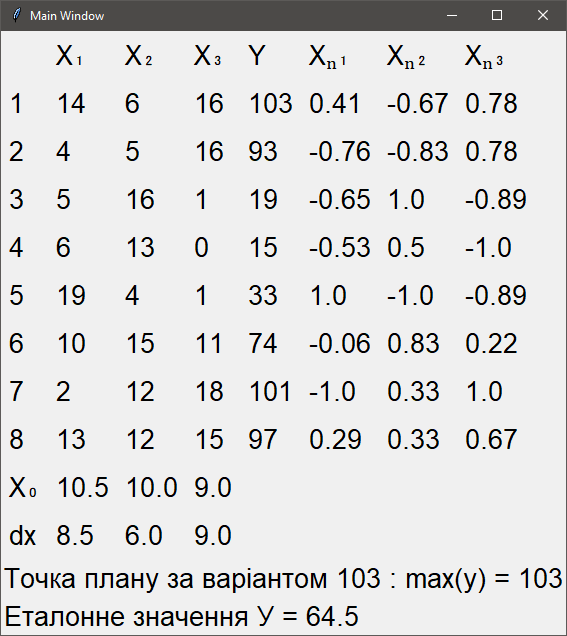 Main Window
X₁ X₂ X₃ Y Xₙ₁ Xₙ₂ Xₙ₃
1 14 6 16 103 0.41 -0.67 0.78
2 4 5 16 93 -0.76 -0.83 0.78
3 5 16 1 19 -0.65 1.0 -0.89
4 6 13 0 15 -0.53 0.5 -1.0
5 19 4 1 33 1.0 -1.0 -0.89
6 10 15 11 74 -0.06 0.83 0.22
7 2 12 18 101 -1.0 0.33 1.0
8 13 12 15 97 0.29 0.33 0.67
X₀ 10.5 10.0 9.0
dx 8.5 6.0 9.0
Точка плану за варіантом 103 : max(y) = 103
Еталонне значення У = 64.5